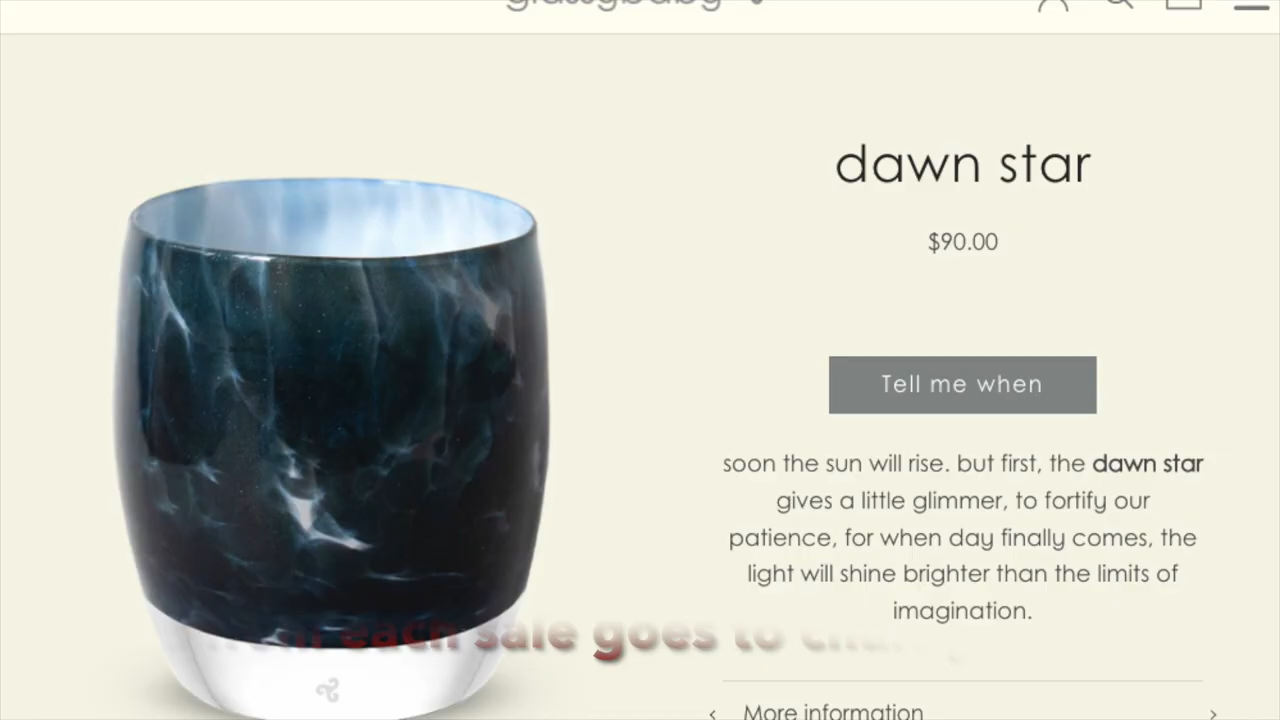 glassybaby
dawn star
$90.00
Tell me when
soon the sun will rise. but first, the dawn star
gives a little glimmer, to fortify our
patience, for when day finally comes, the
light will shine brighter than the limits of
imagination.
each sale goes to
‹ More information ›